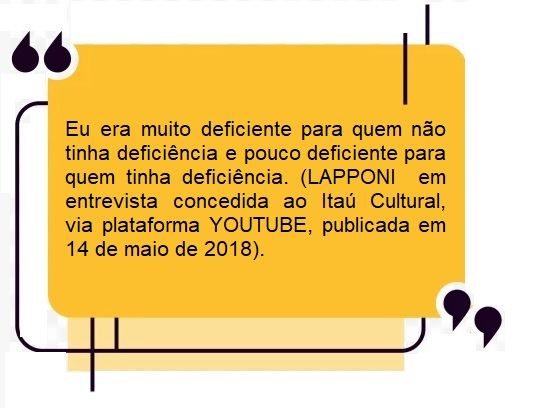 Eu era muito deficiente para quem não
tinha deficiência e pouco deficiente para
quem tinha deficiência. (LAPPONI em
entrevista concedida ao Itaú Cultural,
via plataforma YOUTUBE, publicada em
14 de maio de 2018).